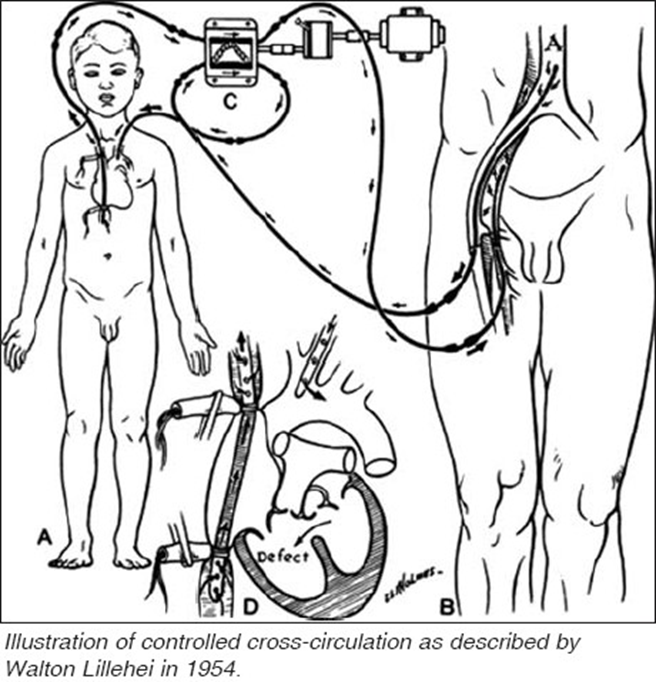 A
C
A
Defect
D
B
Illustration of controlled cross-circulation as described by
Walton Lillehei in 1954.